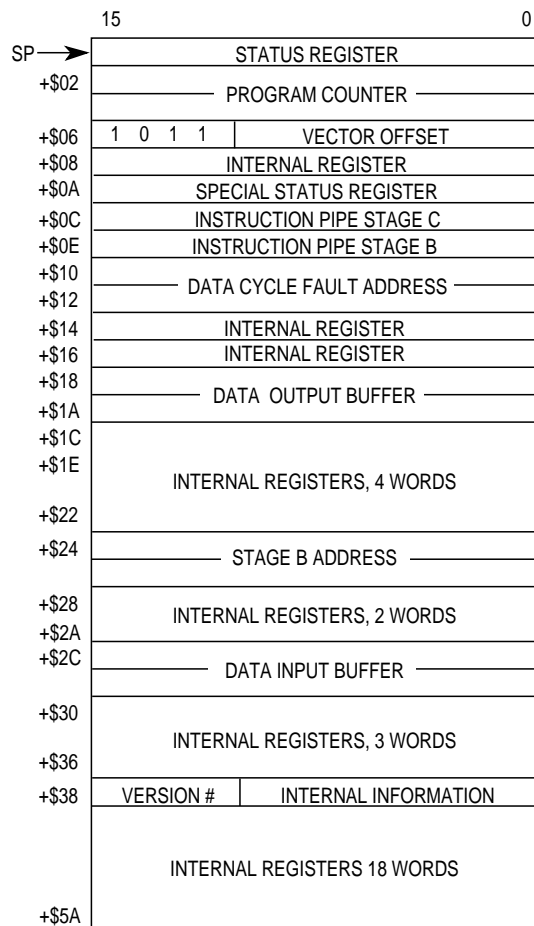 15 0
SP STATUS REGISTER
+$02
PROGRAM COUNTER
+$06 1 0 1 1 VECTOR OFFSET
+$08 INTERNAL REGISTER
+$0A SPECIAL STATUS REGISTER
+$0C INSTRUCTION PIPE STAGE C
+$0E INSTRUCTION PIPE STAGE B
+$10
DATA CYCLE FAULT ADDRESS
+$12
+$14 INTERNAL REGISTER
+$16 INTERNAL REGISTER
+$18
DATA OUTPUT BUFFER
+$1A
+$1C
+$1E
INTERNAL REGISTERS, 4 WORDS
+$22
+$24
STAGE B ADDRESS
+$28
INTERNAL REGISTERS, 2 WORDS
+$2A
+$2C
DATA INPUT BUFFER
+$30
INTERNAL REGISTERS, 3 WORDS
+$36
+$38 VERSION # INTERNAL INFORMATION
INTERNAL REGISTERS 18 WORDS
+$5A